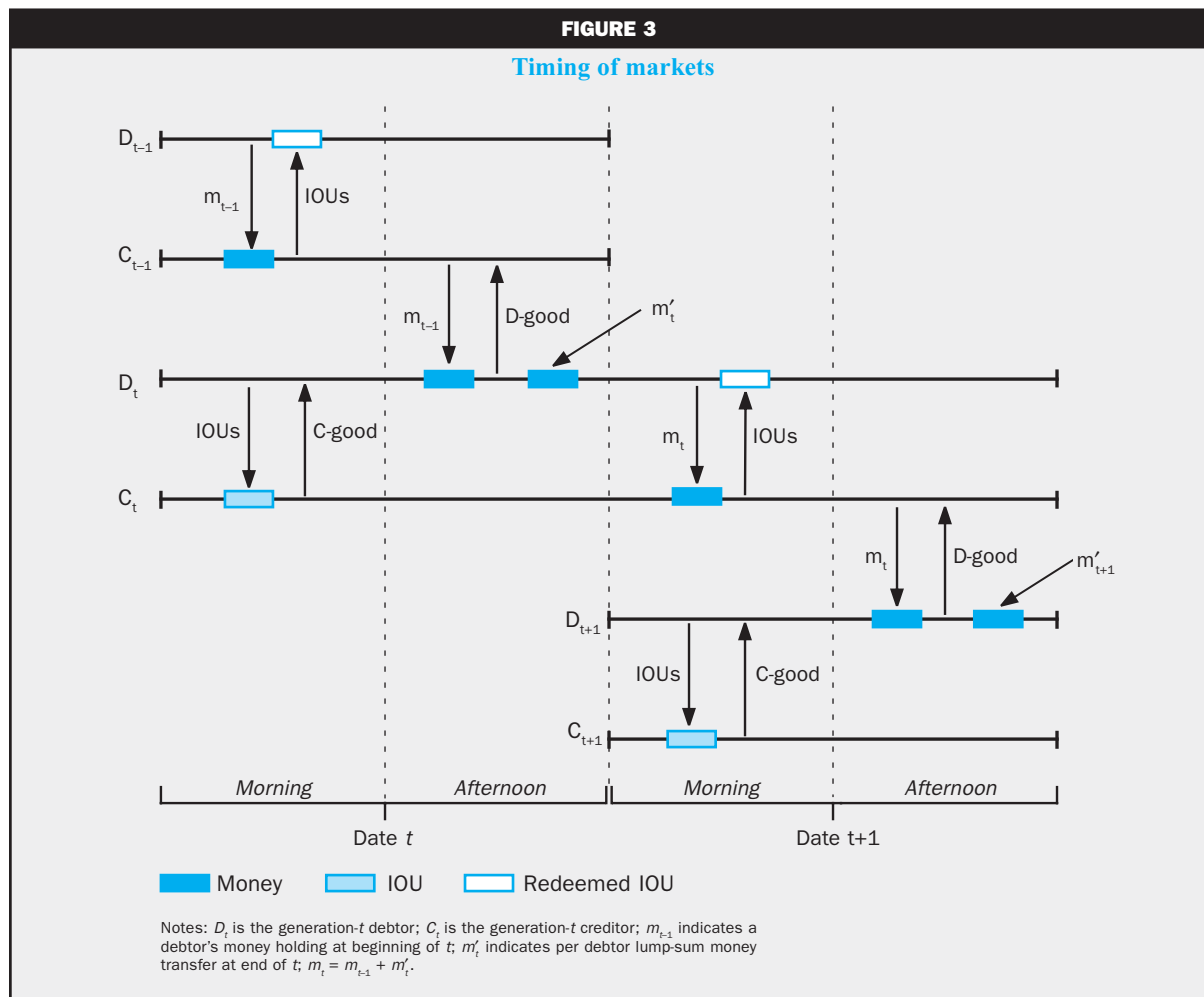 FIGURE 3
Timing of markets
D_{t–1}
m_{t–1}
IOUs
C_{t–1}
m_{t–1}
D-good
m′_t
D_t
IOUs
C-good
m_t
IOUs
C_t
m_t
D-good
m′_{t+1}
D_{t+1}
IOUs
C-good
C_{t+1}
Morning
Afternoon
Morning
Afternoon
Date t
Date t+1
Money
IOU
Redeemed IOU
Notes: D_t is the generation-t debtor; C_t is the generation-t creditor; m_{t–1} indicates a
debtor's money holding at beginning of t; m′_t indicates per debtor lump-sum money
transfer at end of t; m_t = m_{t–1} + m′_t.